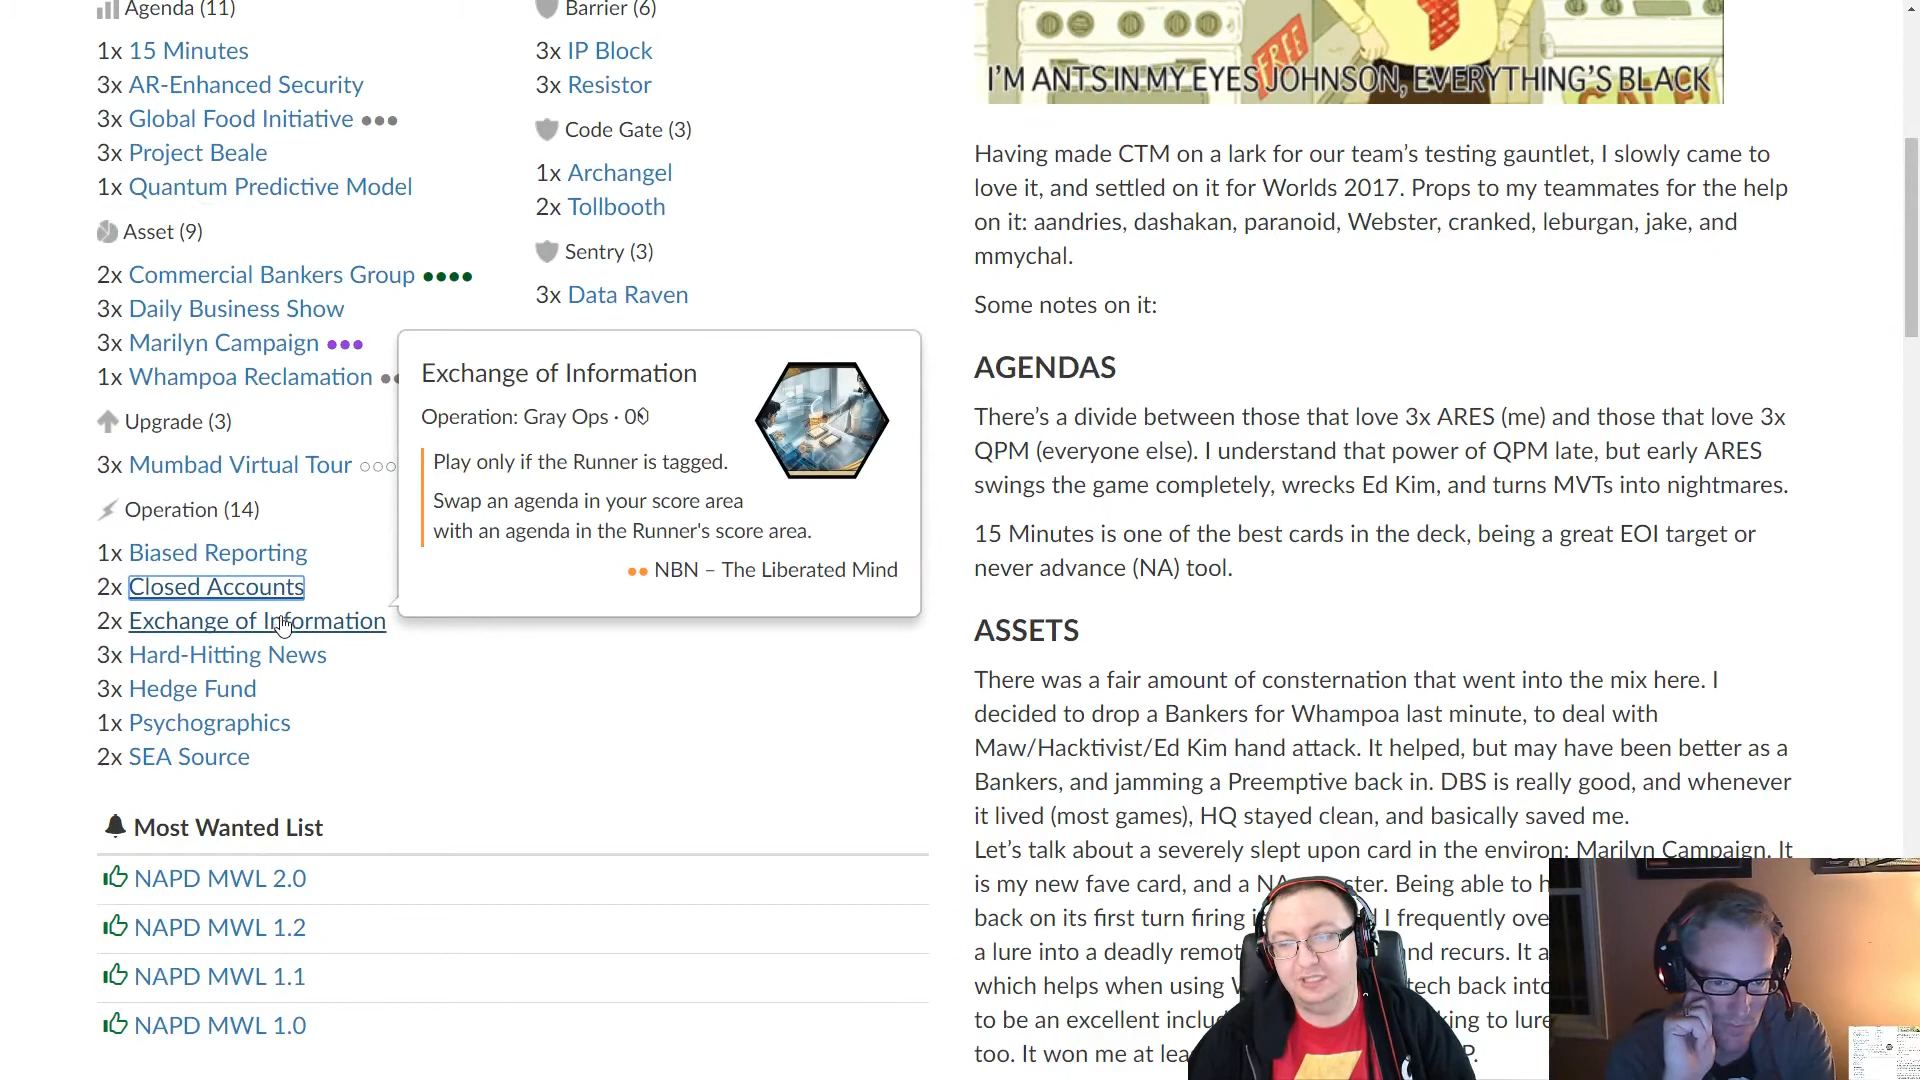 Agenda (11)
1x 15 Minutes
3x AR-Enhanced Security
3x Global Food Initiative
3x Project Beale
1x Quantum Predictive Model
Asset (9)
2x Commercial Bankers Group
3x Daily Business Show
3x Marilyn Campaign
1x Whampoa Reclamation
Upgrade (3)
3x Mumbad Virtual Tour
Operation (14)
1x Biased Reporting
2x Closed Accounts
2x Exchange of Information
3x Hard-Hitting News
3x Hedge Fund
1x Psychographics
2x SEA Source
Most Wanted List
NAPD MWL 2.0
NAPD MWL 1.2
NAPD MWL 1.1
NAPD MWL 1.0
Barrier (6)
3x IP Block
3x Resistor
Code Gate (3)
1x Archangel
2x Tollbooth
Sentry (3)
3x Data Raven
Exchange of Information
Operation: Gray Ops · 0
Play only if the Runner is tagged.
Swap an agenda in your score area
with an agenda in the Runner's score area.
NBN – The Liberated Mind
FREE
I'M ANTS IN MY EYES JOHNSON, EVERYTHING'S BLACK
Having made CTM on a lark for our team's testing gauntlet, I slowly came to
love it, and settled on it for Worlds 2017. Props to my teammates for the help
on it: aandries, dashakan, paranoid, Webster, cranked, leburgan, jake, and
mmychal.
Some notes on it:
AGENDAS
There's a divide between those that love 3x ARES (me) and those that love 3x
QPM (everyone else). I understand that power of QPM late, but early ARES
swings the game completely, wrecks Ed Kim, and turns MVTs into nightmares.
15 Minutes is one of the best cards in the deck, being a great EOI target or
never advance (NA) tool.
ASSETS
There was a fair amount of consternation that went into the mix here. I
decided to drop a Bankers for Whampoa last minute, to deal with
Maw/Hacktivist/Ed Kim hand attack. It helped, but may have been better as a
Bankers, and jamming a Preemptive back in. DBS is really good, and whenever
it lived (most games), HQ stayed clean, and basically saved me.
Let's talk about a severely slept upon card in the environ: Marilyn Campaign. It
is my new fave card, and a NA ster. Being able to
back on its first turn firing I frequently
a lure into a deadly and recurs. It
which helps when using tech back
to be an excellent to lure
too. It won me at